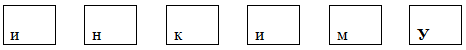 и н к и м У